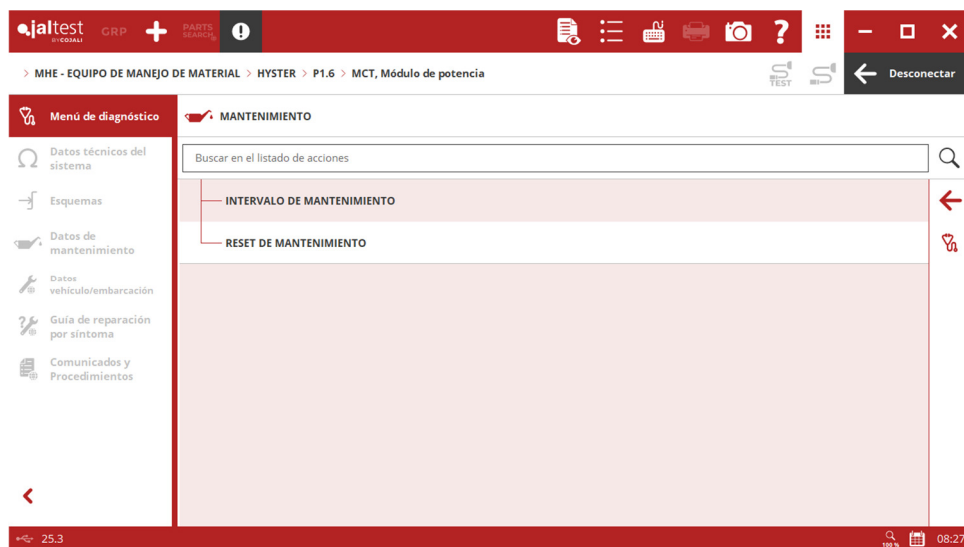 jaltest
BY COJALI
GRP
PARTS
SEARCH
> MHE - EQUIPO DE MANEJO DE MATERIAL > HYSTER > P1.6 > MCT, Módulo de potencia
TEST
Desconectar
Menú de diagnóstico
MANTENIMIENTO
Datos técnicos del
sistema
Buscar en el listado de acciones
Esquemas
INTERVALO DE MANTENIMIENTO
Datos de
mantenimiento
RESET DE MANTENIMIENTO
Datos
vehículo/embarcación
Guía de reparación
por síntoma
Comunicados y
Procedimientos
25.3
100 %
08:27